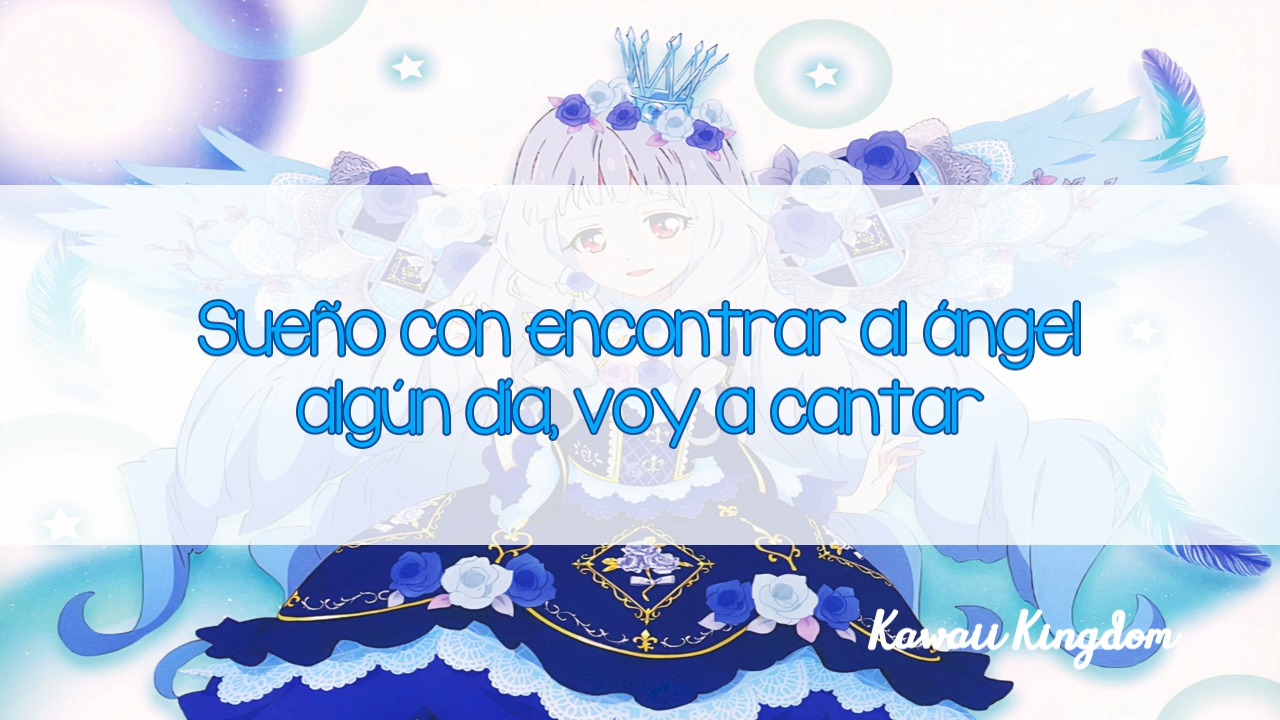 Sueño con encontrar al ángel
algún día, voy a cantar
Kawaii Kingdom